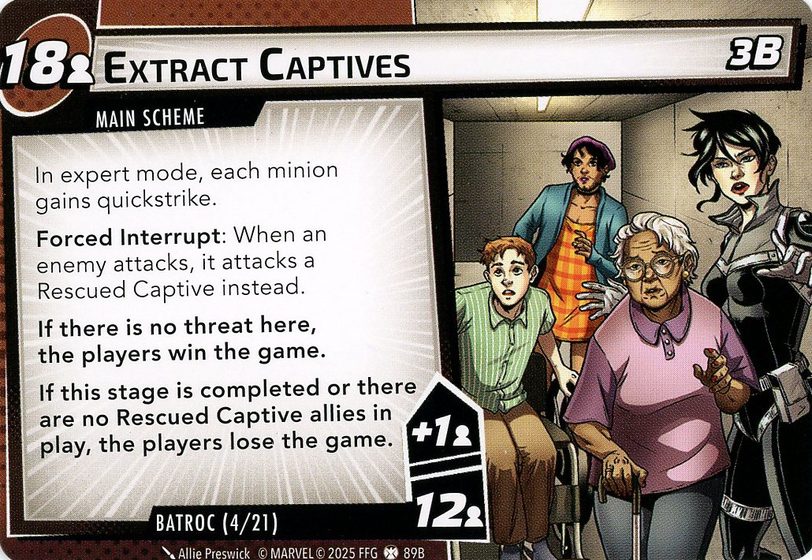 18
EXTRACT CAPTIVES
3B
MAIN SCHEME
In expert mode, each minion
gains quickstrike.
Forced Interrupt: When an
enemy attacks, it attacks a
Rescued Captive instead.
If there is no threat here,
the players win the game.
If this stage is completed or there
are no Rescued Captive allies in
play, the players lose the game.
+1
12
BATROC (4/21)
Allie Preswick © MARVEL © 2025 FFG 89B